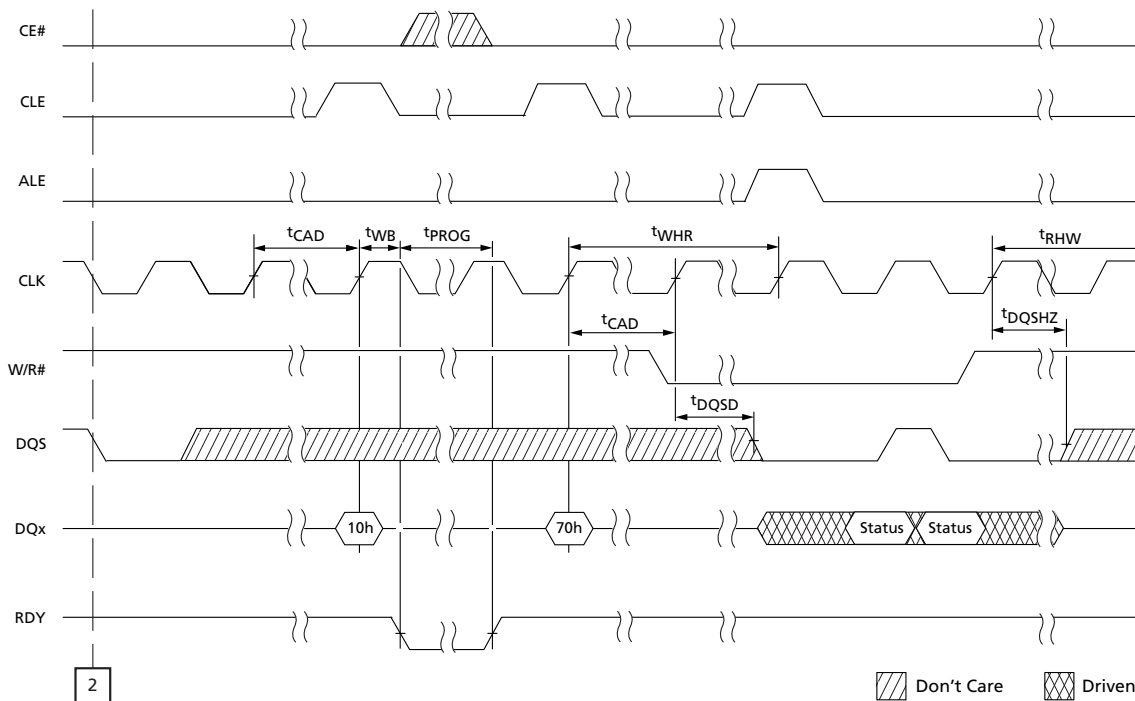 CE#
CLE
ALE
tCAD
tWB
tPROG
tWHR
tRHW
CLK
tCAD
tDQSHZ
W/R#
tDQSD
DQS
DQx
10h
70h
Status
Status
RDY
2
Don't Care
Driven